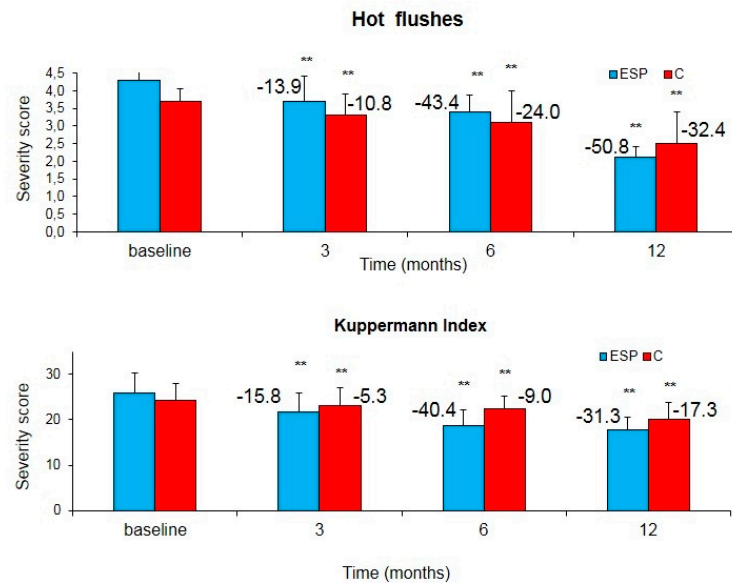 Hot flushes
ESP C
** ** ** ** ** **
-13.9 -10.8 -43.4 -24.0 -50.8 -32.4
Severity score
4,5
4,0
3,5
3,0
2,5
2,0
1,5
1,0
0,5
0,0
baseline 3 6 12
Time (months)
Kuppermann Index
ESP C
** ** ** ** ** **
-15.8 -5.3 -40.4 -9.0 -31.3 -17.3
Severity score
30
20
10
0
baseline 3 6 12
Time (months)